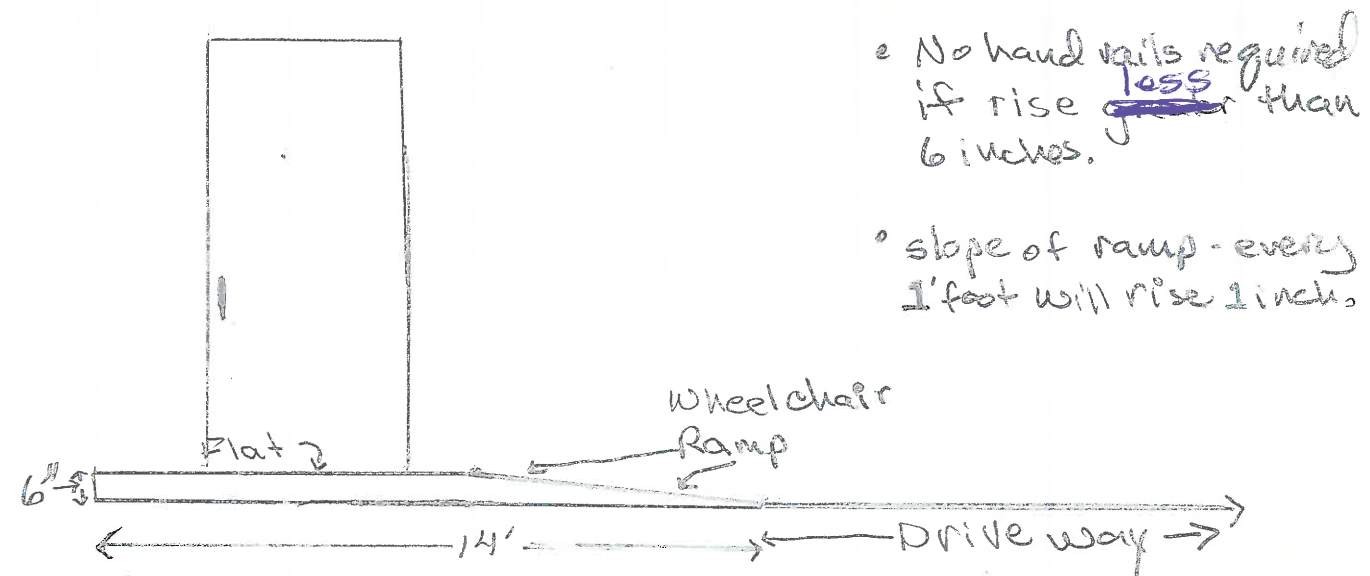 • No hand rails required
less
if rise than
6 inches.
• slope of ramp - every
1' foot will rise 1 inch.
Wheelchair
Ramp
Flat
6"
14'
Drive way